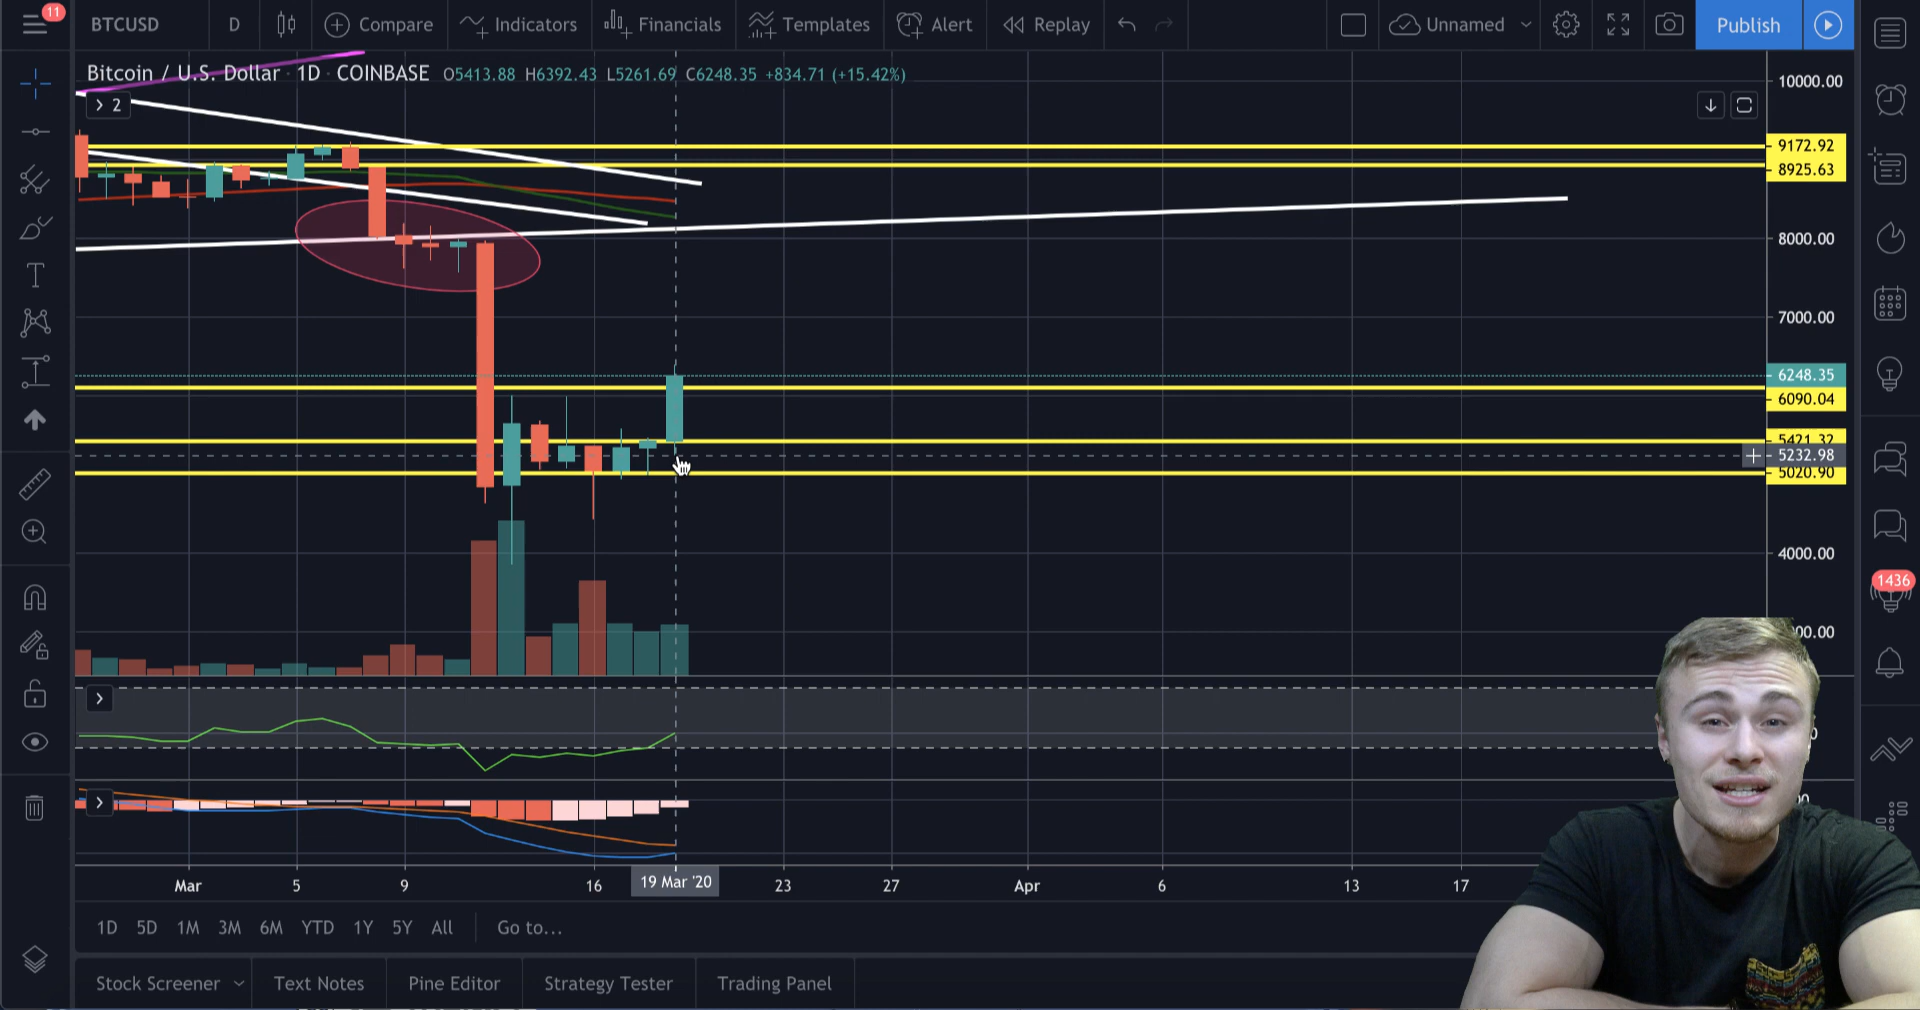 11
BTCUSD D Compare Indicators Financials Templates Alert Replay Unnamed Publish
Bitcoin / U.S. Dollar · 1D · COINBASE O5413.88 H6392.43 L5261.69 C6248.35 +834.71 (+15.42%)
2
10000.00
9172.92
8925.63
8000.00
7000.00
6248.35
6090.04
5421.32
5232.98
5020.90
4000.00
1436
Mar 5 9 16 19 Mar '20 23 27 Apr 6 13 17
1D 5D 1M 3M 6M YTD 1Y 5Y All Go to...
Stock Screener Text Notes Pine Editor Strategy Tester Trading Panel